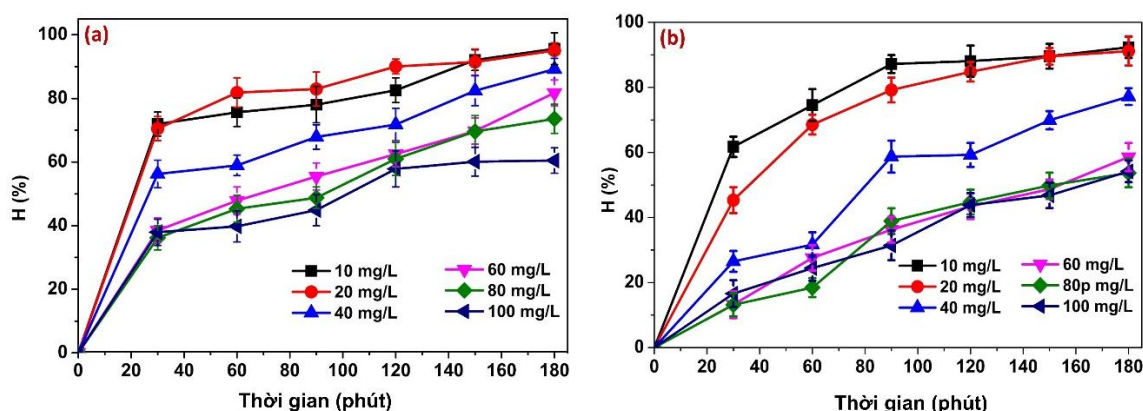 (a)
100
80
60
40
20
0
H (%)
10 mg/L
20 mg/L
40 mg/L
60 mg/L
80 mg/L
100 mg/L
0 20 40 60 80 100 120 140 160 180
Thời gian (phút)
(b)
100
80
60
40
20
0
H (%)
10 mg/L
20 mg/L
40 mg/L
60 mg/L
80p mg/L
100 mg/L
0 20 40 60 80 100 120 140 160 180
Thời gian (phút)